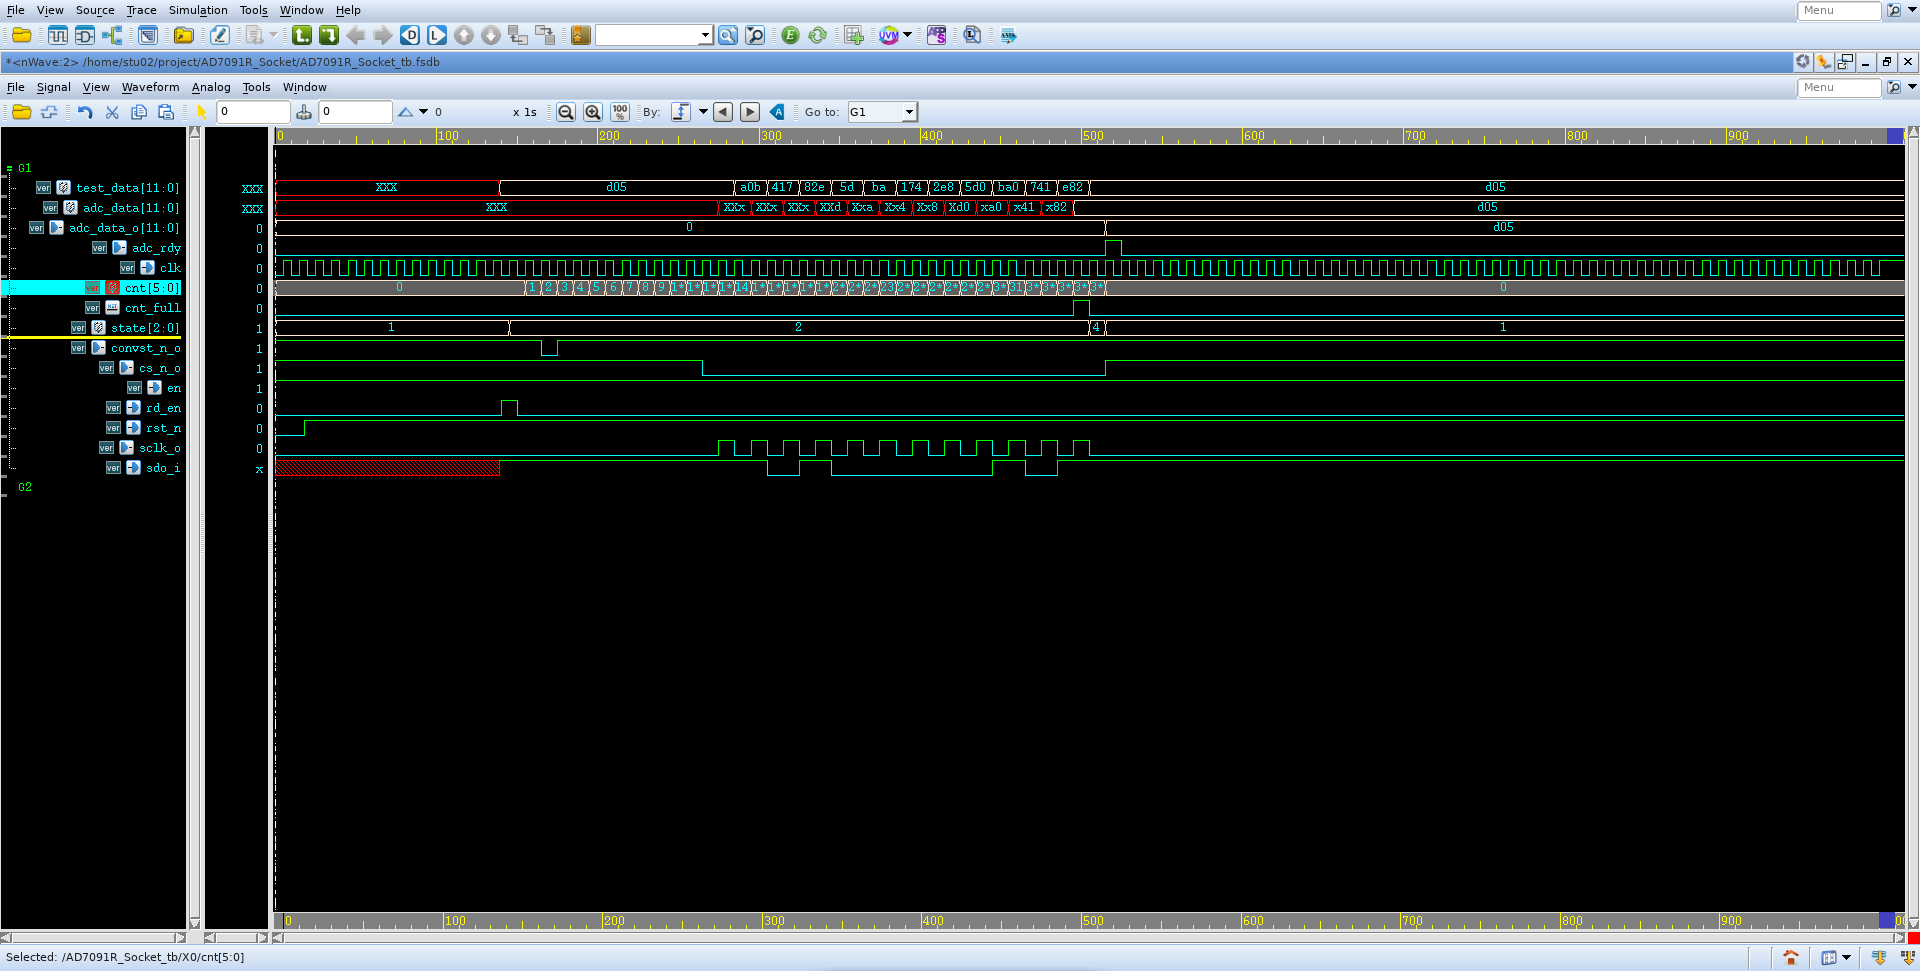 File View Source Trace Simulation Tools Window Help Menu
*<nWave:2> /home/stu02/project/AD7091R_Socket/AD7091R_Socket_tb.fsdb
File Signal View Waveform Analog Tools Window Menu
0 0 0 x 1s 100 % By: Go to: G1
0 100 200 300 400 500 600 700 800 900
G1
test_data[11:0] XXX XXX d05 a0b 417 82e 5d ba 174 2e8 5d0 ba0 741 e82 d05
adc_data[11:0] XXX XXX XXx XXx XXx XXd Xxa Xx4 Xx8 Xd0 xa0 x41 x82 d05
adc_data_o[11:0] 0 0 d05
adc_rdy 0
clk 0
cnt[5:0] 0 0 1 2 3 4 5 6 7 8 9 1* 1* 1* 1* 14 1* 1* 1* 1* 1* 2* 2* 2* 23 2* 2* 2* 2* 2* 2* 3* 31 3* 3* 3* 3* 3* 0
cnt_full 0
state[2:0] 1 1 2 4 1
convst_n_o 1
cs_n_o 1
en 1
rd_en 0
rst_n 0
sclk_o 0
sdo_i x
G2
0 100 200 300 400 500 600 700 800 900 00
Selected: /AD7091R_Socket_tb/X0/cnt[5:0]